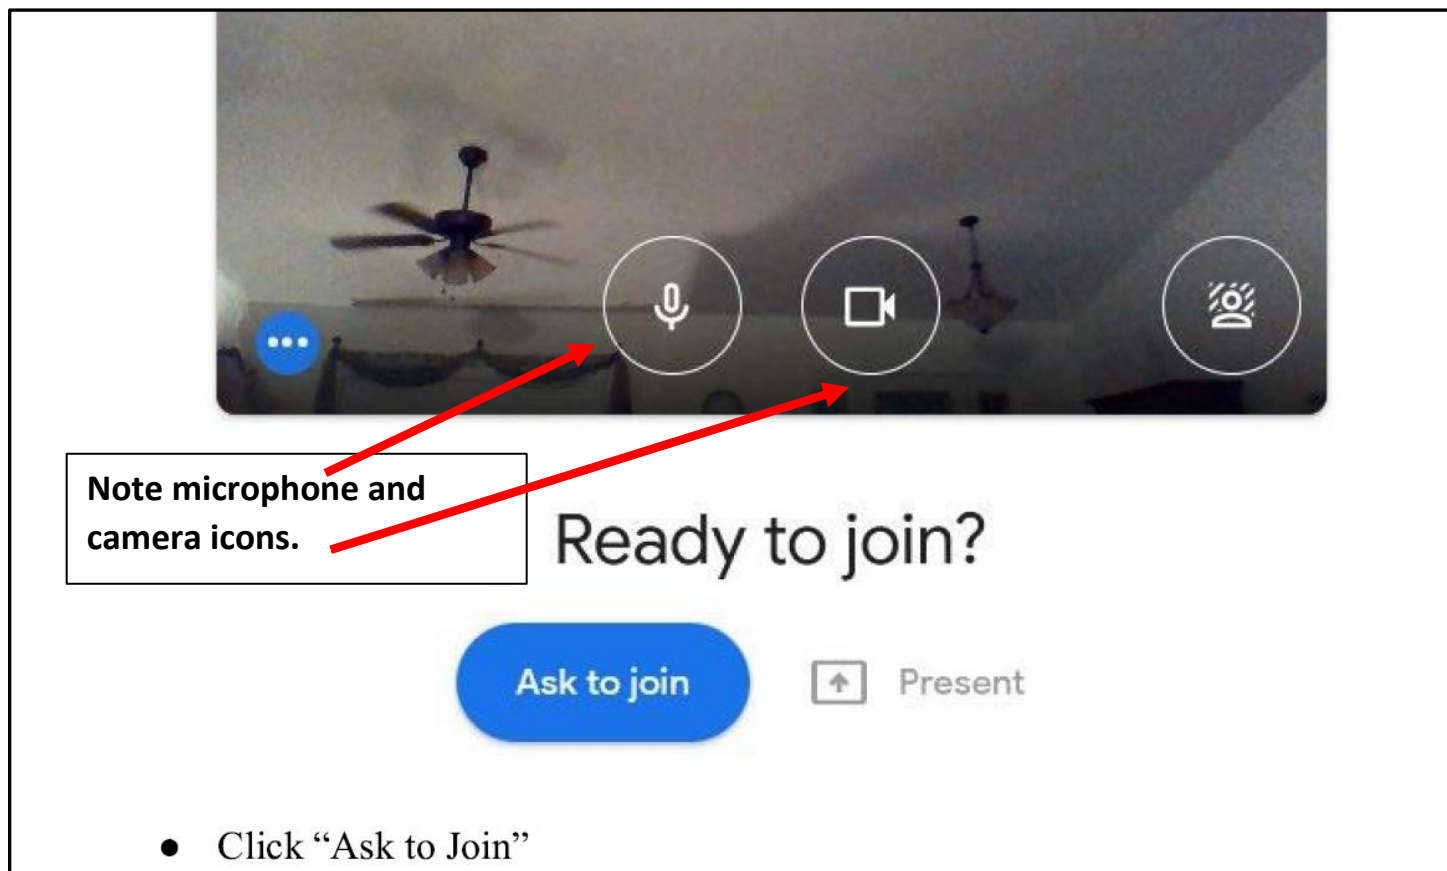 Note microphone and
camera icons.
Ready to join?
Ask to join
Present
● Click “Ask to Join”